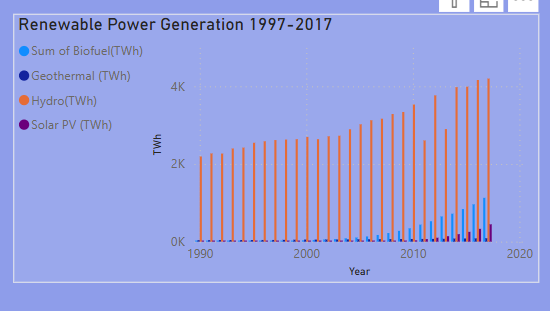 Renewable Power Generation 1997-2017
Sum of Biofuel(TWh)
Geothermal (TWh)
Hydro(TWh)
Solar PV (TWh)
TWh
4K
2K
0K
1990 2000 2010 2020
Year